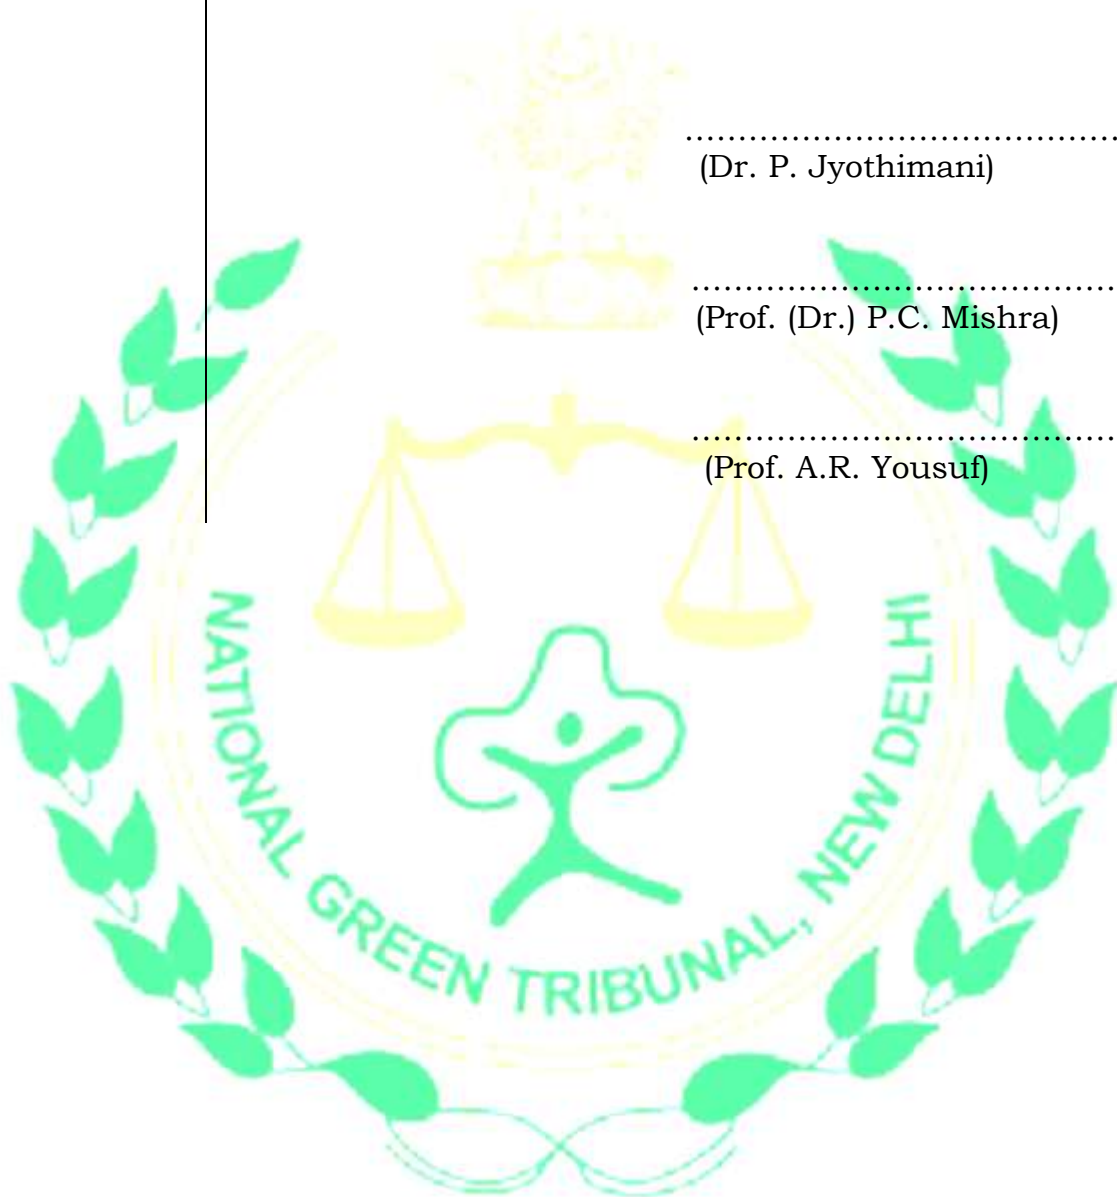 ..........................................
(Dr. P. Jyothimani)
..........................................
(Prof. (Dr.) P.C. Mishra)
..........................................
(Prof. A.R. Yousuf)
NATIONAL GREEN TRIBUNAL, NEW DELHI